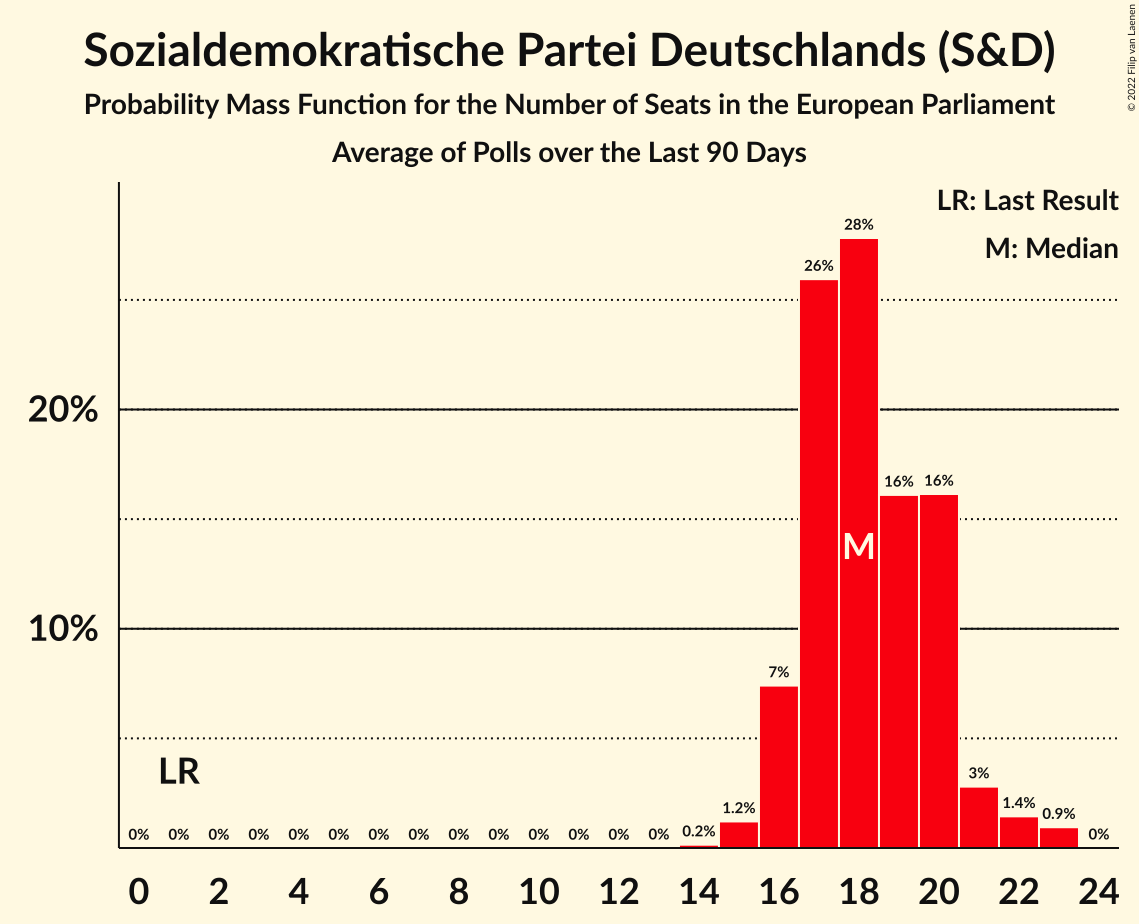 Sozialdemokratische Partei Deutschlands (S&D)
Probability Mass Function for the Number of Seats in the European Parliament
Average of Polls over the Last 90 Days
© 2022 Filip van Laenen
LR: Last Result
M: Median
20%
10%
LR
M
0% 0% 0% 0% 0% 0% 0% 0% 0% 0% 0% 0% 0% 0% 0.2% 1.2% 7% 26% 28% 16% 16% 3% 1.4% 0.9% 0%
0 2 4 6 8 10 12 14 16 18 20 22 24